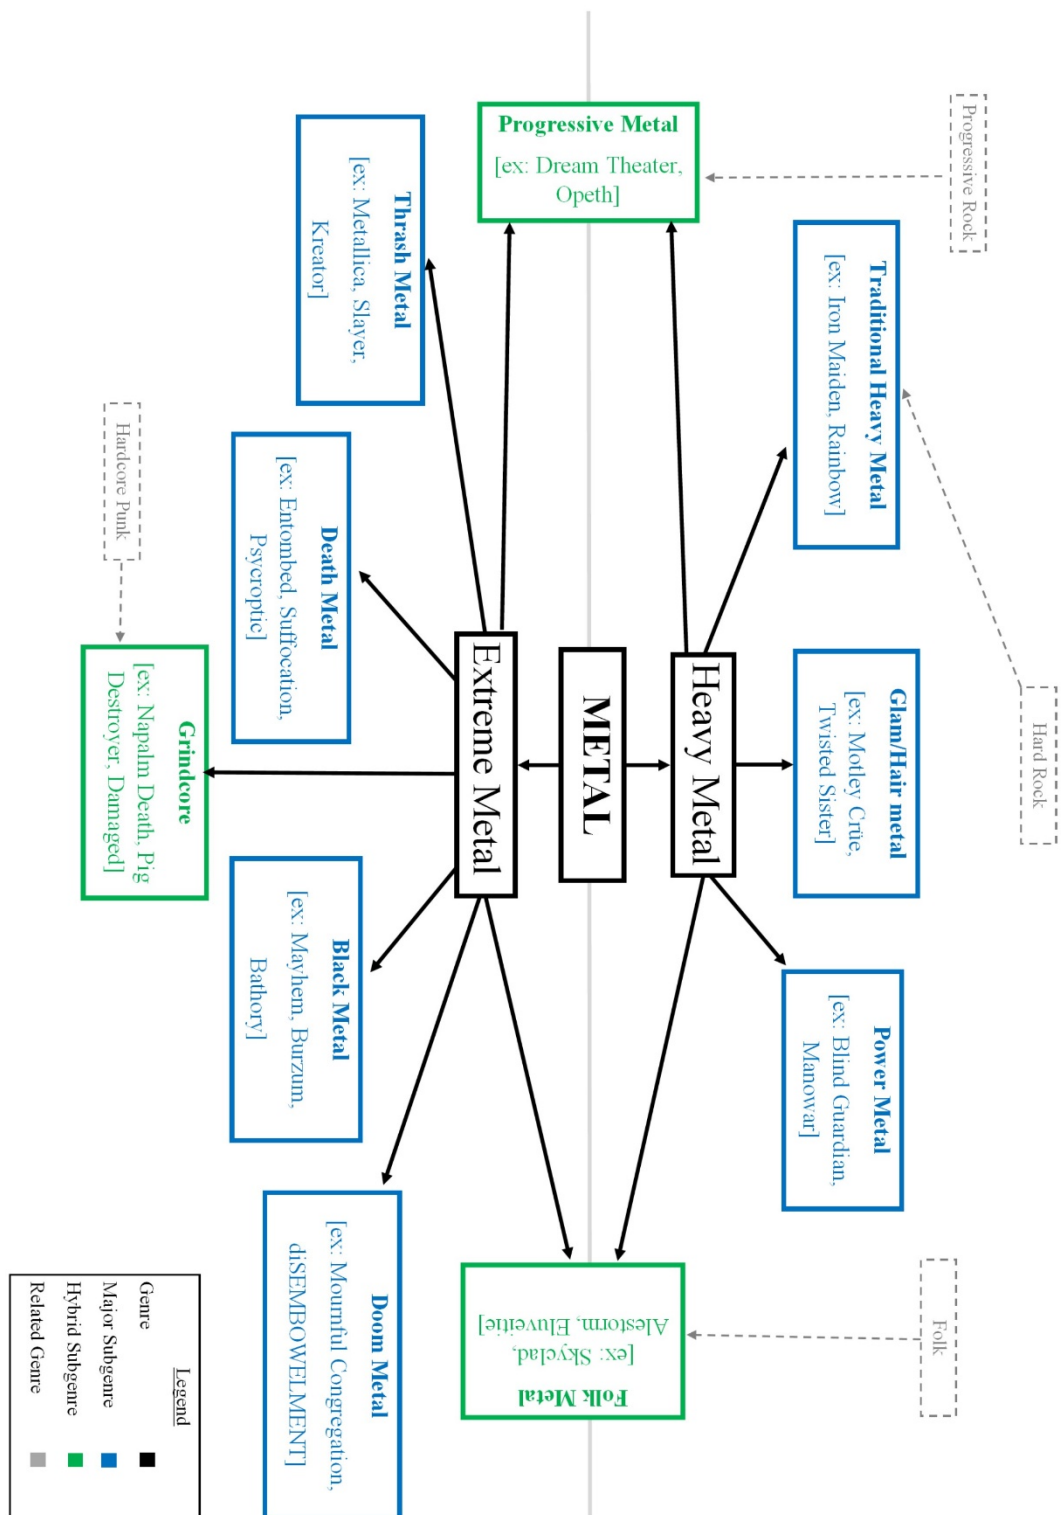 Progressive Rock
Hard Rock
Folk
Traditional Heavy Metal
[ex: Iron Maiden, Rainbow]
Glam/Hair metal
[ex: Motley Crüe,
Twisted Sister]
Power Metal
[ex: Blind Guardian,
Manowar]
Progressive Metal
[ex: Dream Theater,
Opeth]
Heavy Metal
METAL
Extreme Metal
Folk Metal
[ex: Skyclad,
Alestorm, Eluveitie]
Thrash Metal
[ex: Metallica, Slayer,
Kreator]
Death Metal
[ex: Entombed, Suffocation,
Psycroptic]
Grindcore
[ex: Napalm Death, Pig
Destroyer, Damaged]
Black Metal
[ex: Mayhem, Burzum,
Bathory]
Doom Metal
[ex: Mournful Congregation,
diSEMBOWELMENT]
Hardcore Punk
Legend
Genre
Major Subgenre
Hybrid Subgenre
Related Genre